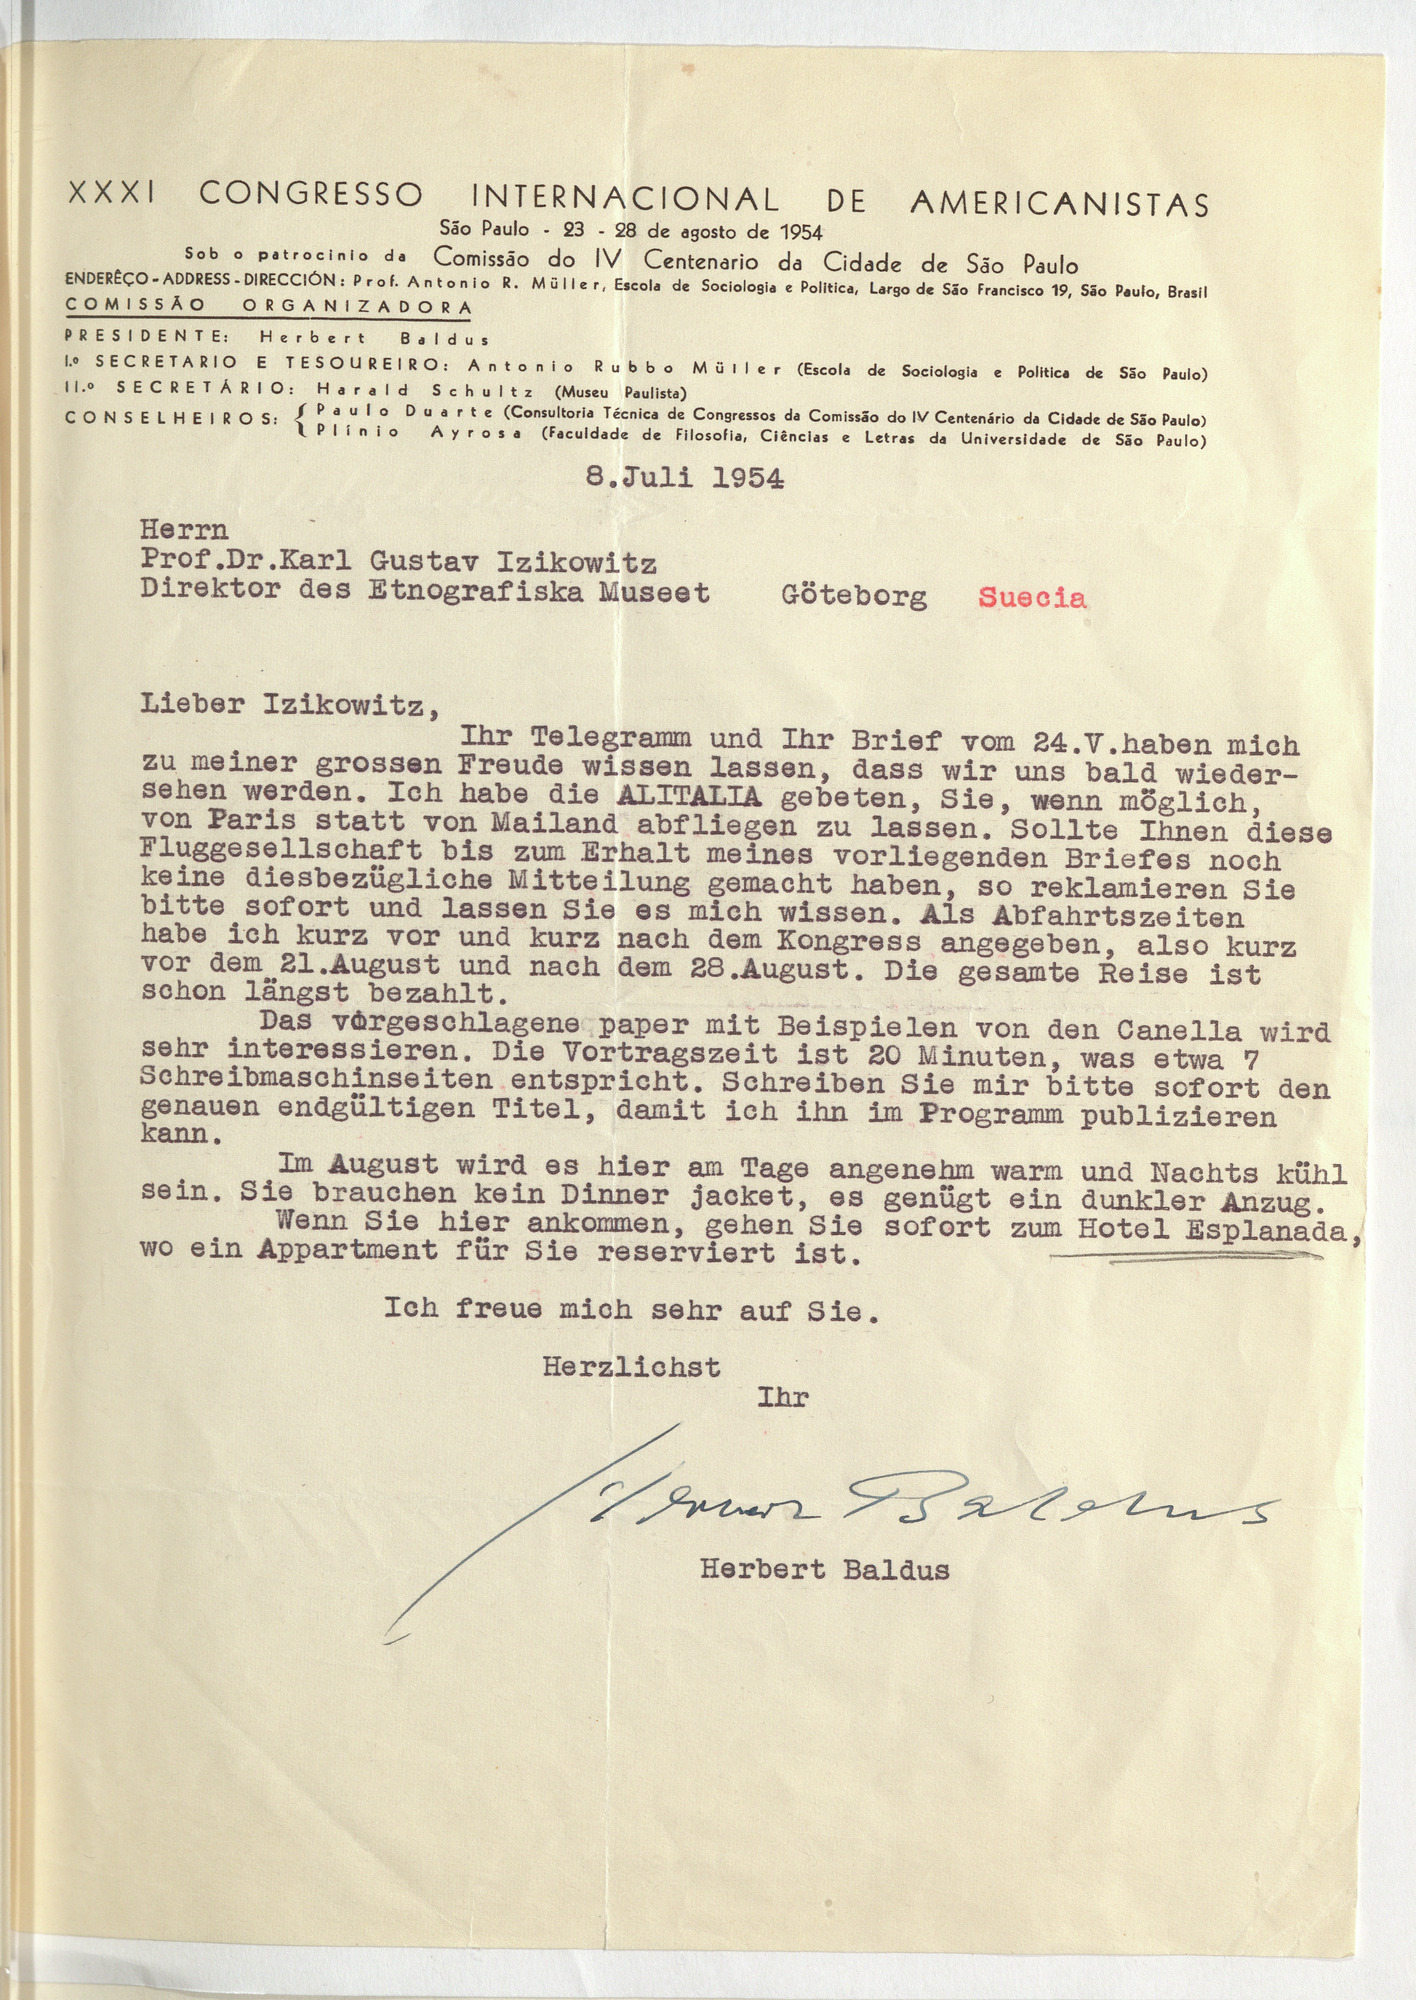 XXXI CONGRESSO INTERNACIONAL DE AMERICANISTAS
São Paulo - 23 - 28 de agosto de 1954
Sob o patrocinio da Comissão do IV Centenario da Cidade de São Paulo
ENDERÊÇO-ADDRESS-DIRECCIÓN: Prof. Antonio R. Müller, Escola de Sociologia e Politica, Largo de São Francisco 19, São Paulo, Brasil
COMISSÃO ORGANIZADORA
PRESIDENTE: Herbert Baldus
I.º SECRETARIO E TESOUREIRO: Antonio Rubbo Müller (Escola de Sociologia e Politica de São Paulo)
II.º SECRETÁRIO: Harald Schultz (Museu Paulista)
CONSELHEIROS: { Paulo Duarte (Consultoria Técnica de Congressos da Comissão do IV Centenário da Cidade de São Paulo)
Plínio Ayrosa (Faculdade de Filosofia, Ciências e Letras da Universidade de São Paulo)
8.Juli 1954
Herrn
Prof.Dr.Karl Gustav Izikowitz
Direktor des Etnografiska Museet Göteborg Suecia
Lieber Izikowitz,
Ihr Telegramm und Ihr Brief vom 24.V.haben mich
zu meiner grossen Freude wissen lassen, dass wir uns bald wieder-
sehen werden. Ich habe die ALITALIA gebeten, Sie, wenn möglich,
von Paris statt von Mailand abfliegen zu lassen. Sollte Ihnen diese
Fluggesellschaft bis zum Erhalt meines vorliegenden Briefes noch
keine diesbezügliche Mitteilung gemacht haben, so reklamieren Sie
bitte sofort und lassen Sie es mich wissen. Als Abfahrtszeiten
habe ich kurz vor und kurz nach dem Kongress angegeben, also kurz
vor dem 21.August und nach dem 28.August. Die gesamte Reise ist
schon längst bezahlt.
Das vorgeschlagene paper mit Beispielen von den Canella wird
sehr interessieren. Die Vortragszeit ist 20 Minuten, was etwa 7
Schreibmaschinseiten entspricht. Schreiben Sie mir bitte sofort den
genauen endgültigen Titel, damit ich ihn im Programm publizieren
kann.
Im August wird es hier am Tage angenehm warm und Nachts kühl
sein. Sie brauchen kein Dinner jacket, es genügt ein dunkler Anzug.
Wenn Sie hier ankommen, gehen Sie sofort zum Hotel Esplanada,
wo ein Appartment für Sie reserviert ist.
Ich freue mich sehr auf Sie.
Herzlichst
Ihr
Herbert Baldus
Herbert Baldus